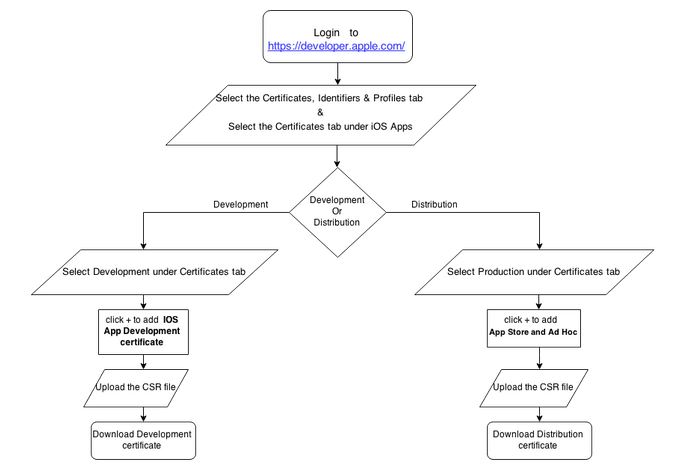 Login to
https://developer.apple.com/
Select the Certificates, Identifiers & Profiles tab
&
Select the Certificates tab under iOS Apps
Development
Or
Distribution
Development
Distribution
Select Development under Certificates tab
click + to add IOS
App Development
certificate
Upload the CSR file
Download Development
certificate
Select Production under Certificates tab
click + to add
App Store and Ad Hoc
Upload the CSR file
Download Distribution
certificate